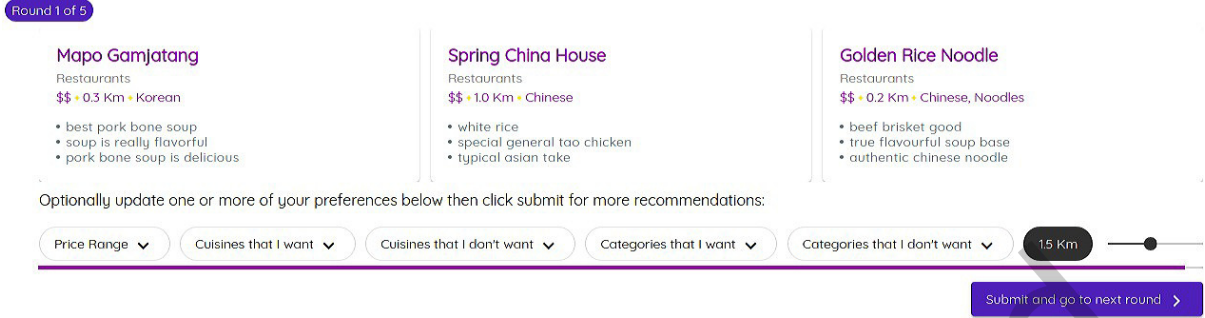 Round 1 of 5
Mapo Gamjatang
Restaurants
$$ • 0.3 Km • Korean
• best pork bone soup
• soup is really flavorful
• pork bone soup is delicious
Spring China House
Restaurants
$$ • 1.0 Km • Chinese
• white rice
• special general tao chicken
• typical asian take
Golden Rice Noodle
Restaurants
$$ • 0.2 Km • Chinese, Noodles
• beef brisket good
• true flavourful soup base
• authentic chinese noodle
Optionally update one or more of your preferences below then click submit for more recommendations:
Price Range Cuisines that I want Cuisines that I don't want Categories that I want Categories that I don't want 1.5 Km
Submit and go to next round